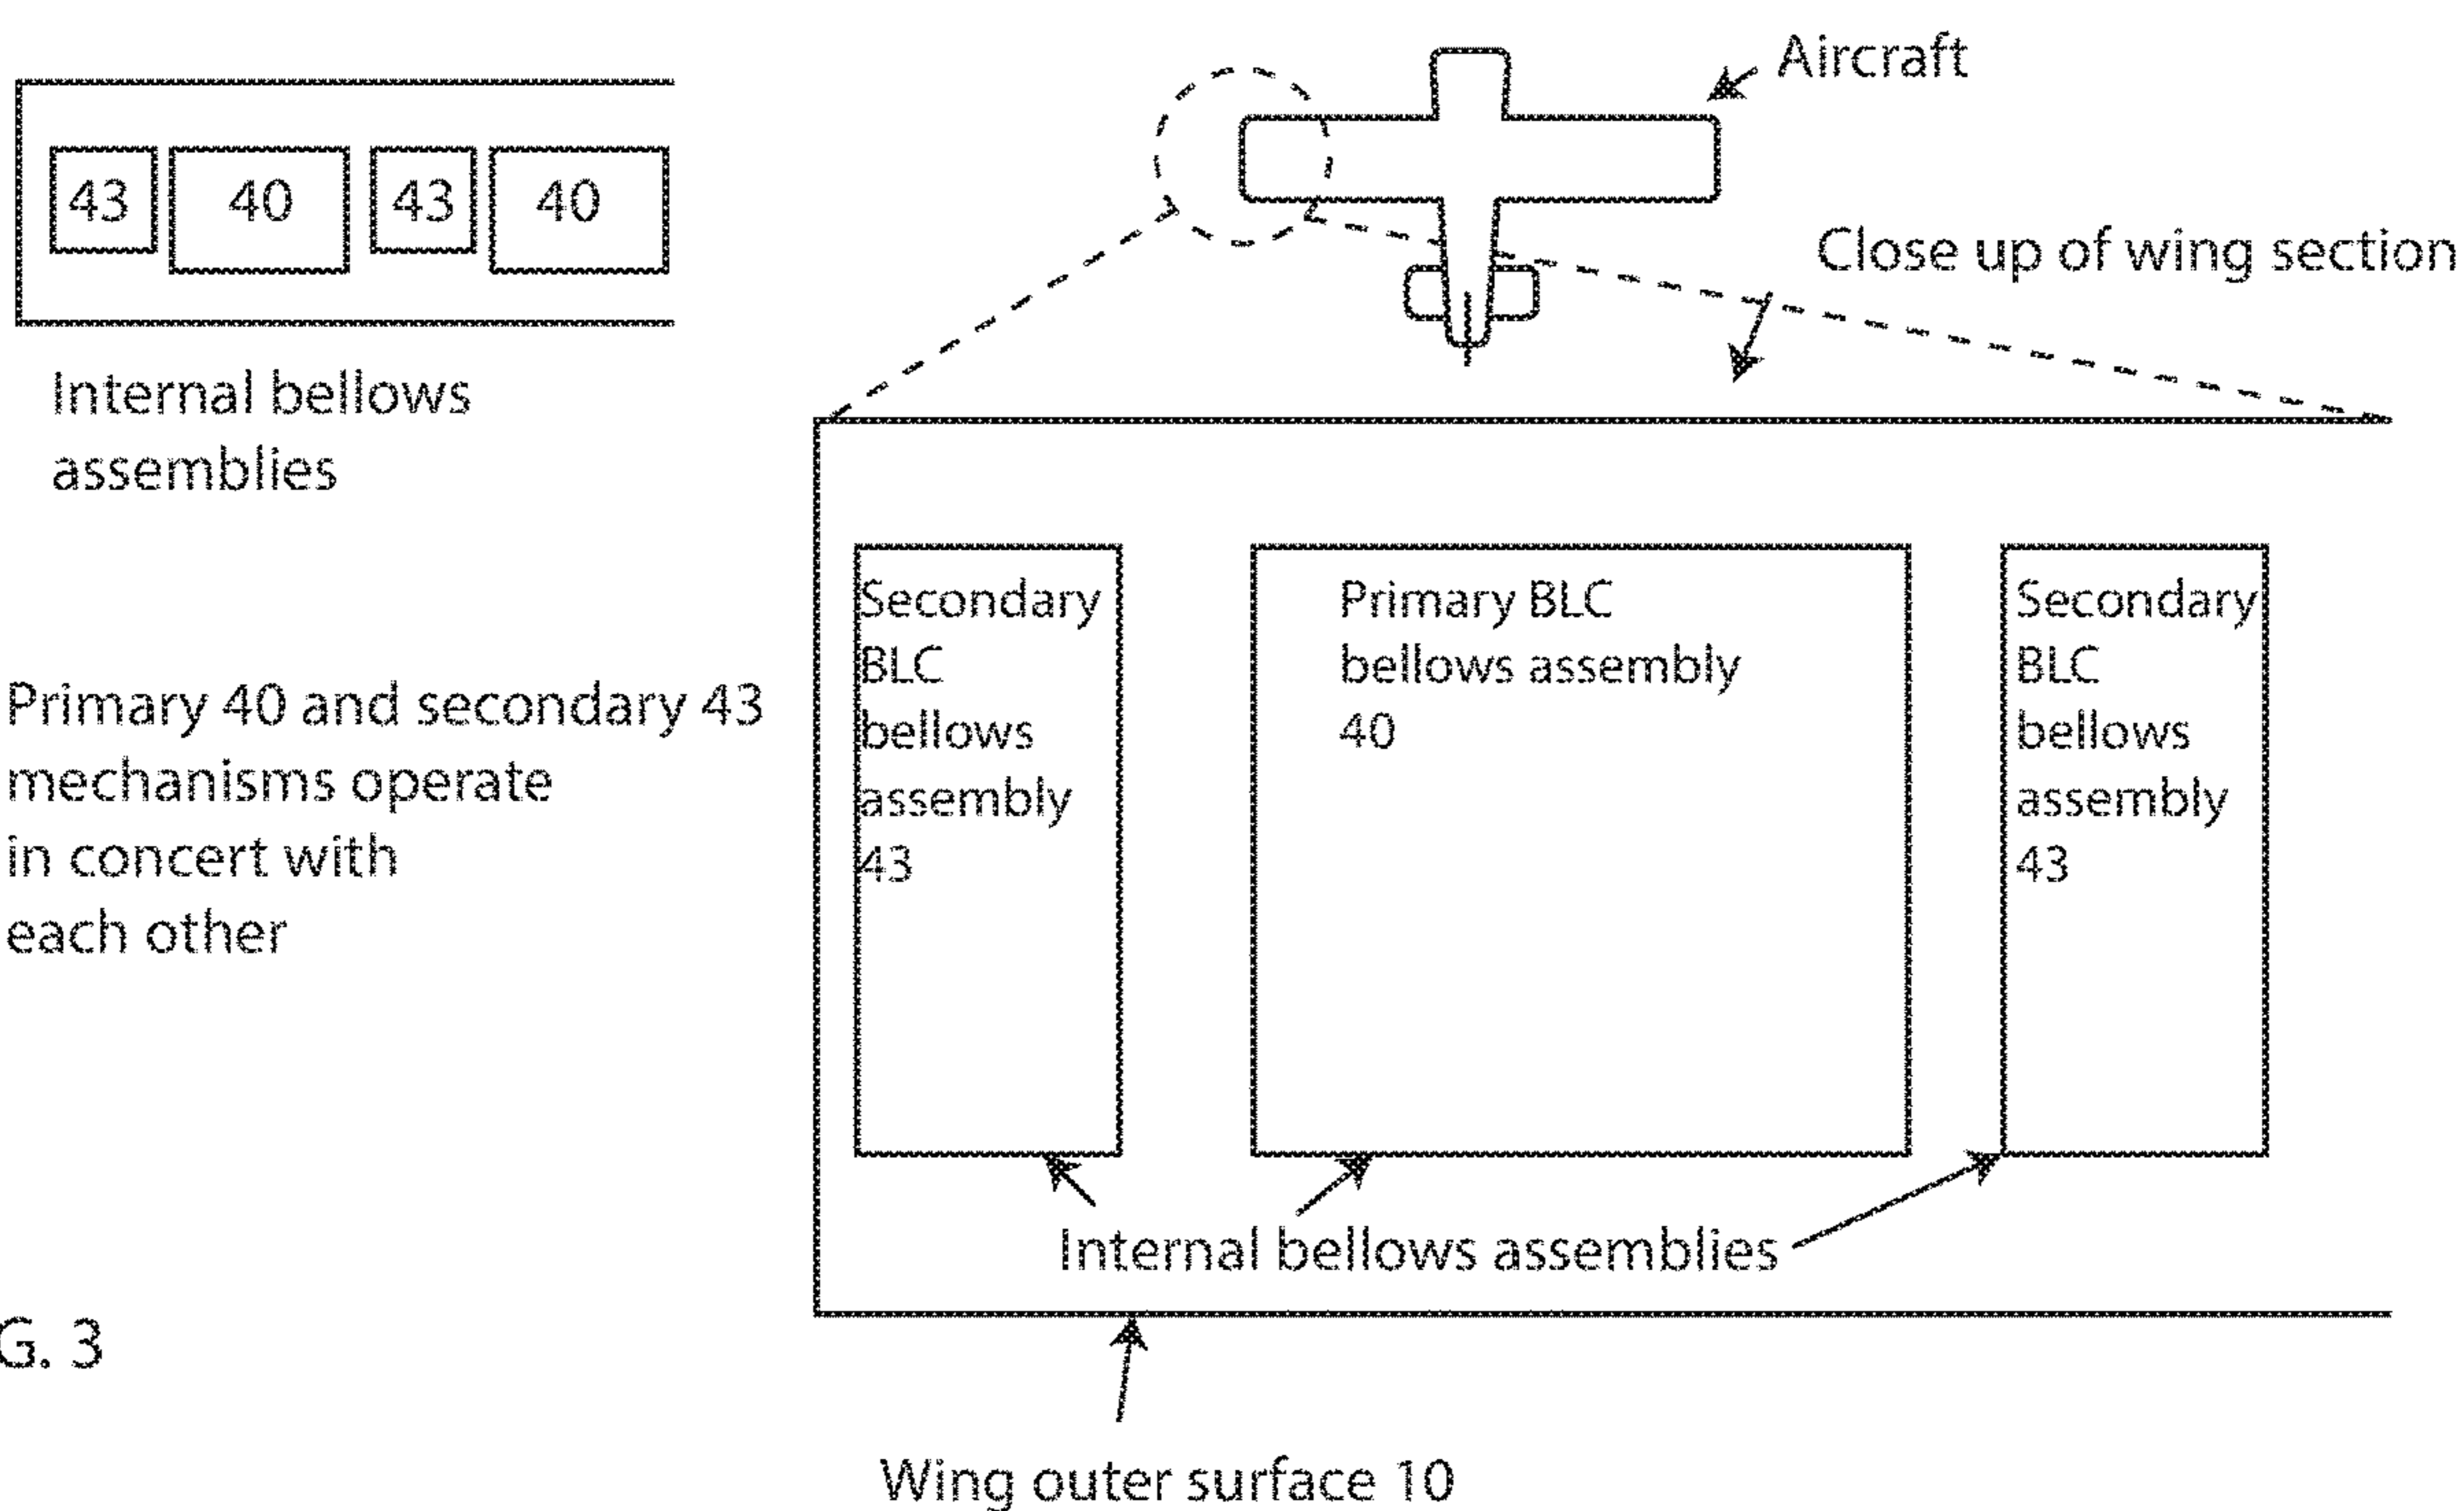 Aircraft
43 40 43 40
Close up of wing section
Internal bellows
assemblies
Secondary
BLC
bellows
assembly
43
Primary BLC
bellows assembly
40
Secondary
BLC
bellows
assembly
43
Primary 40 and secondary 43
mechanisms operate
in concert with
each other
Internal bellows assemblies
G. 3
Wing outer surface 10